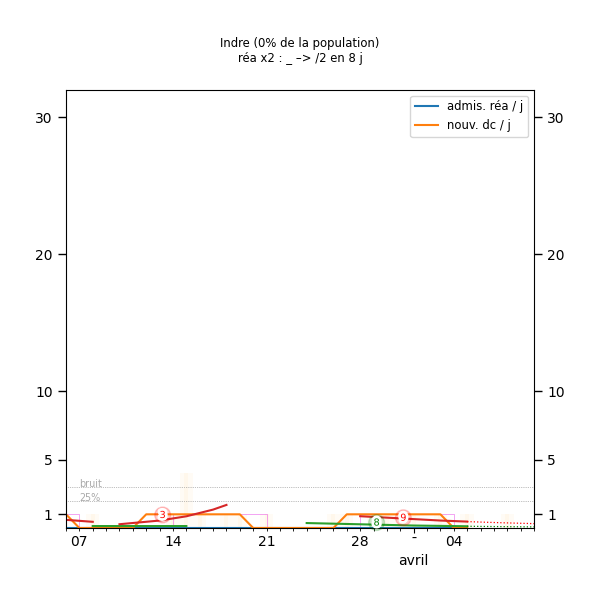 Indre (0% de la population)
réa x2 : _ –> /2 en 8 j
admis. réa / j
nouv. dc / j
30 30
20 20
10 10
5 5
bruit
25%
1 1
3
8
9
07 14 21 28 - 04
avril